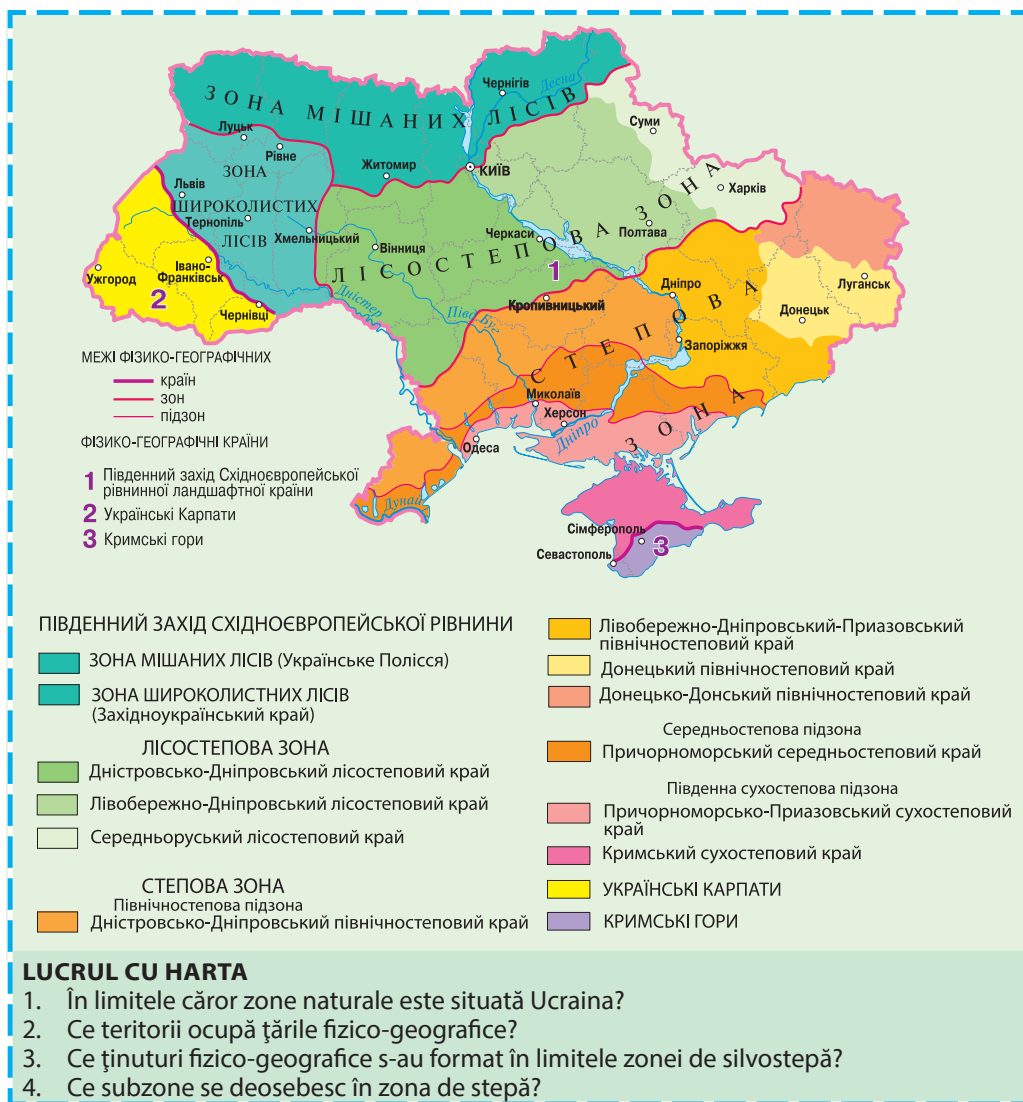 Чернігів
Десна
ЗОНА МІШАНИХ ЛІСІВ
Суми
Луцьк
Рівне
Житомир
КИЇВ
ЗОНА
ШИРОКОЛИСТИХ
ЛІСІВ
Львів
Тернопіль
Хмельницький
Харків
Полтава
Черкаси
Вінниця
ЛІСОСТЕПОВА ЗОНА
1
Ужгород
2
Івано-
Франківськ
Чернівці
Дністер
Півд. Буг
Кропивницький
Дніпро
Луганськ
Донецьк
Запоріжжя
СТЕПОВА
ЗОНА
Миколаїв
Херсон
Дніпро
Одеса
Дунай
Сімферополь
Севастополь
3
МЕЖІ ФІЗИКО-ГЕОГРАФІЧНИХ
країн
зон
підзон
ФІЗИКО-ГЕОГРАФІЧНІ КРАЇНИ
1 Південний захід Східноєвропейської
рівнинної ландшафтної країни
2 Українські Карпати
3 Кримські гори
ПІВДЕННИЙ ЗАХІД СХІДНОЄВРОПЕЙСЬКОЇ РІВНИНИ
ЗОНА МІШАНИХ ЛІСІВ (Українське Полісся)
ЗОНА ШИРОКОЛИСТНИХ ЛІСІВ
(Західноукраїнський край)
ЛІСОСТЕПОВА ЗОНА
Дністровсько-Дніпровський лісостеповий край
Лівобережно-Дніпровський лісостеповий край
Середньоруський лісостеповий край
СТЕПОВА ЗОНА
Північностепова підзона
Дністровсько-Дніпровський північностеповий край
Лівобережно-Дніпровський-Приазовський
північностеповий край
Донецький північностеповий край
Донецько-Донський північностеповий край
Середньостепова підзона
Причорноморський середньостеповий край
Південна сухостепова підзона
Причорноморсько-Приазовський сухостеповий
край
Кримський сухостеповий край
УКРАЇНСЬКІ КАРПАТИ
КРИМСЬКІ ГОРИ
LUCRUL CU HARTA
1. În limitele căror zone naturale este situată Ucraina?
2. Ce teritorii ocupă ţările fizico-geografice?
3. Ce ţinuturi fizico-geografice s-au format în limitele zonei de silvostepă?
4. Ce subzone se deosebesc în zona de stepă?